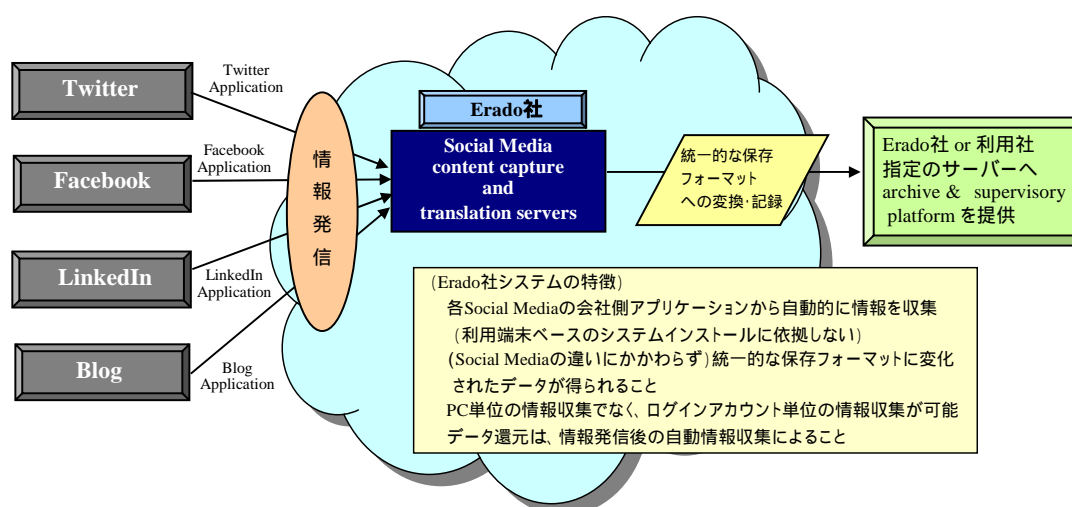 Twitter
Facebook
LinkedIn
Blog
Twitter
Application
Facebook
Application
LinkedIn
Application
Blog
Application
情
報
発
信
Erado社
Social Media
content capture
and
translation servers
統一的な保存
フォーマット
への変換・記録
Erado社 or 利用社
指定のサーバーへ
archive & supervisory
platform を提供
(Erado社システムの特徴)
各Social Mediaの会社側アプリケーションから自動的に情報を収集
(利用端末ベースのシステムインストールに依拠しない)
(Social Mediaの違いにかかわらず)統一的な保存フォーマットに変化
されたデータが得られること
PC単位の情報収集でなく、ログインアカウント単位の情報収集が可能
データ還元は、情報発信後の自動情報収集によること